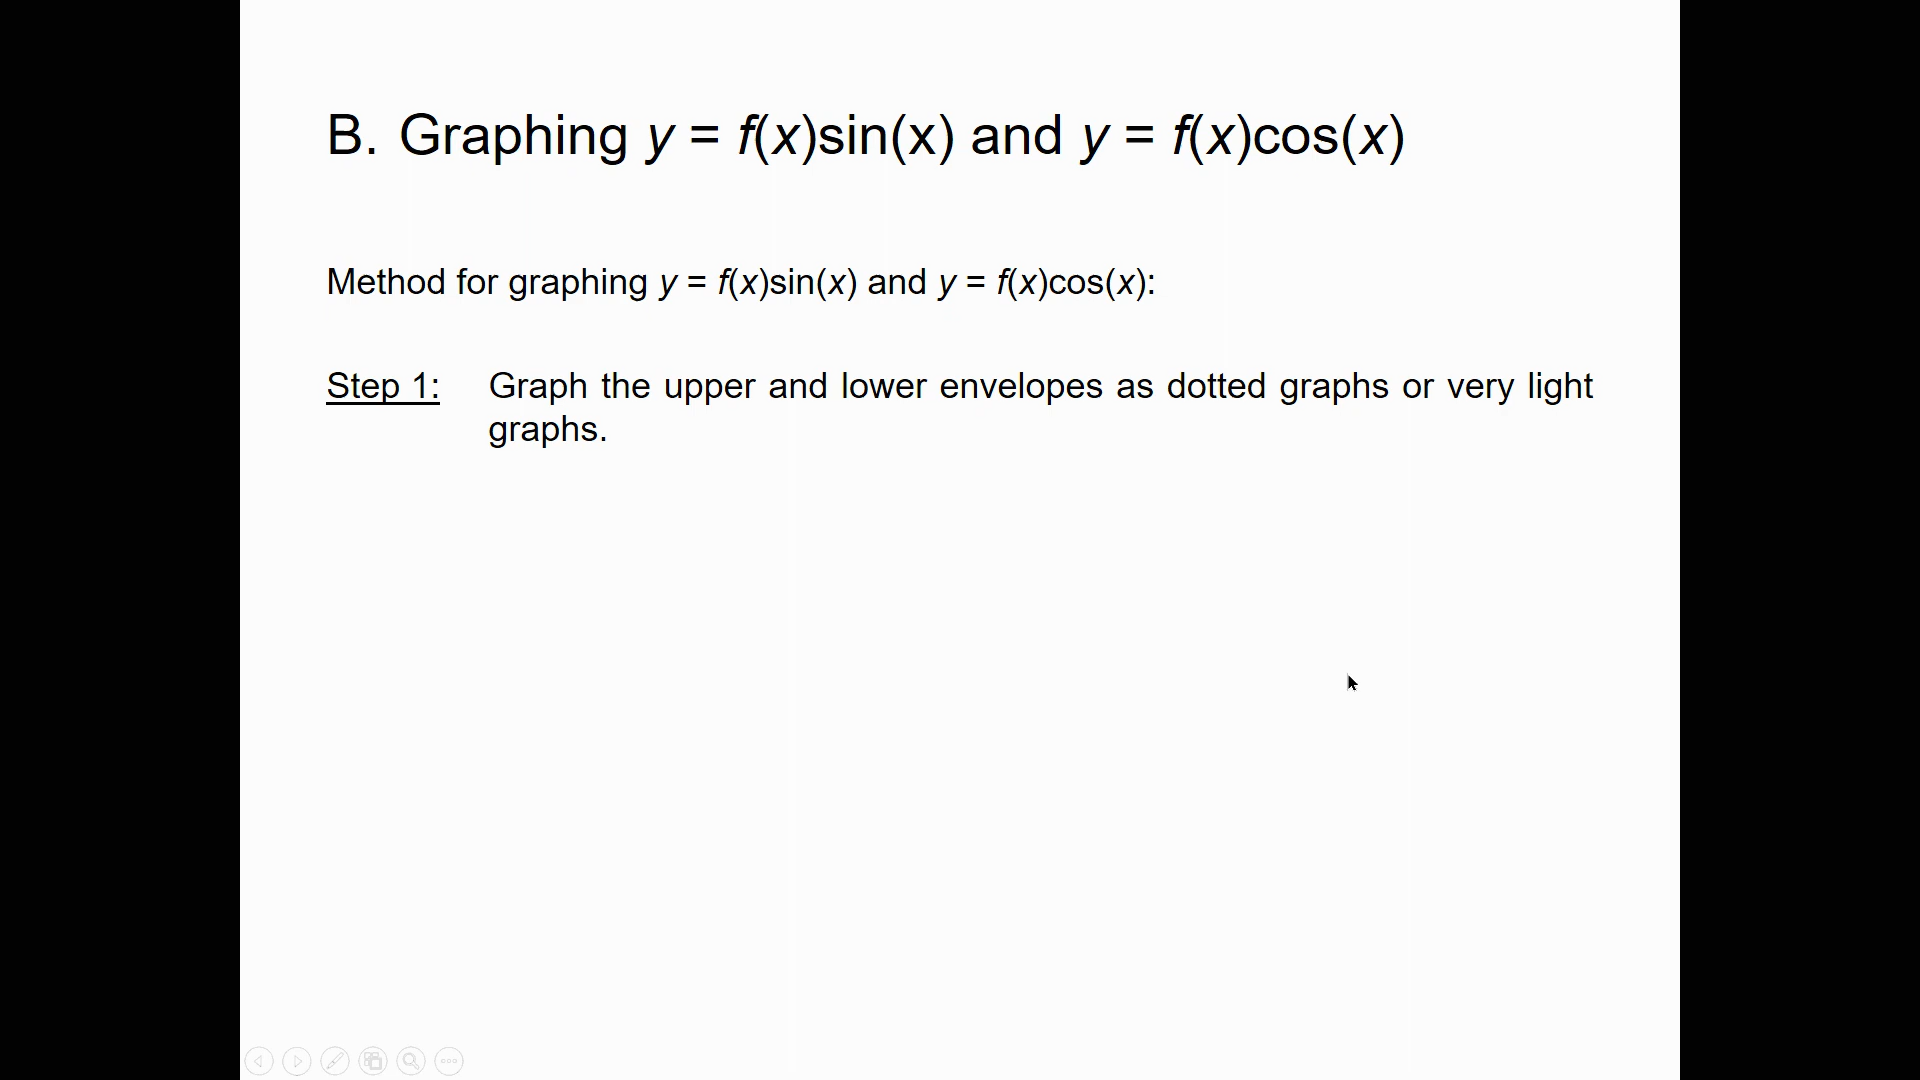 B. Graphing y = f(x)sin(x) and y = f(x)cos(x)
Method for graphing y = f(x)sin(x) and y = f(x)cos(x):
Step 1: Graph the upper and lower envelopes as dotted graphs or very light
graphs.